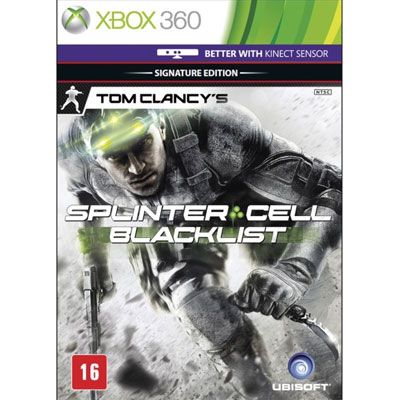 XBOX 360
BETTER WITH KINECT SENSOR
SIGNATURE EDITION
NTSC
TOM CLANCY'S
SPLINTER CELL
BLACKLIST
16
UBISOFT